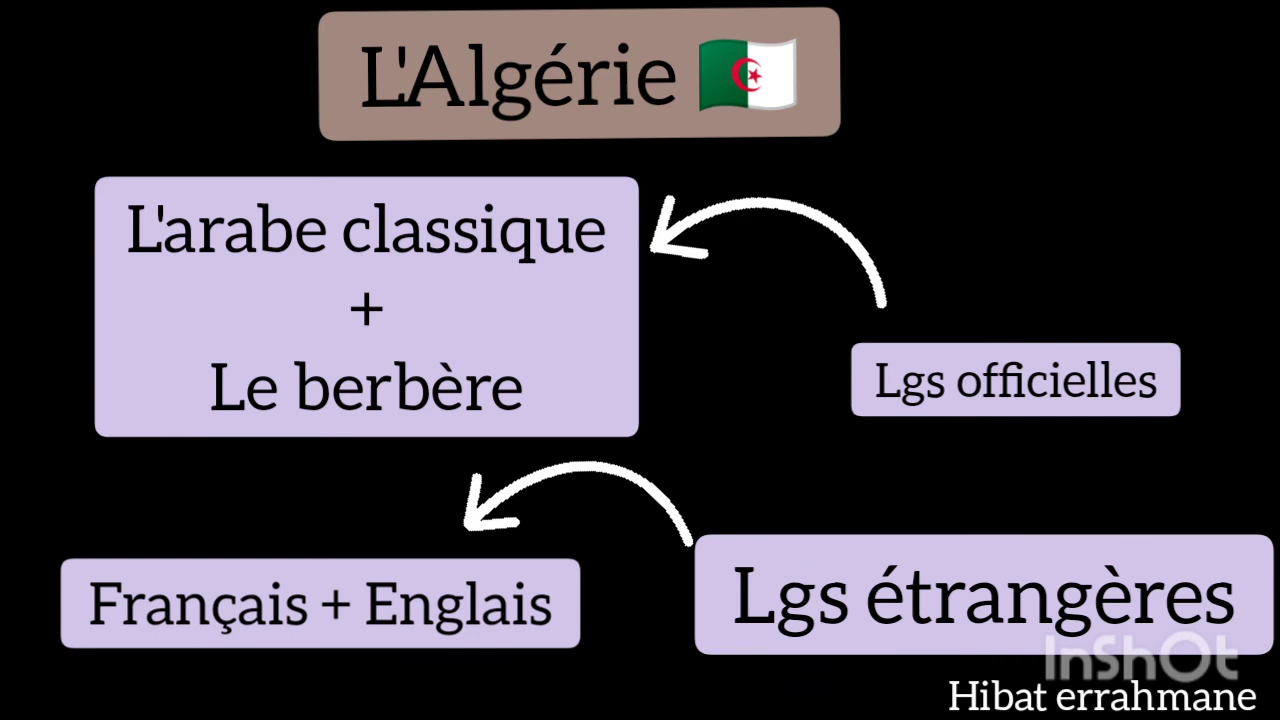 L'Algérie 🇩🇿
L'arabe classique
+
Le berbère
Lgs officielles
Français + Englais
Lgs étrangères
InShOt
Hibat errahmane